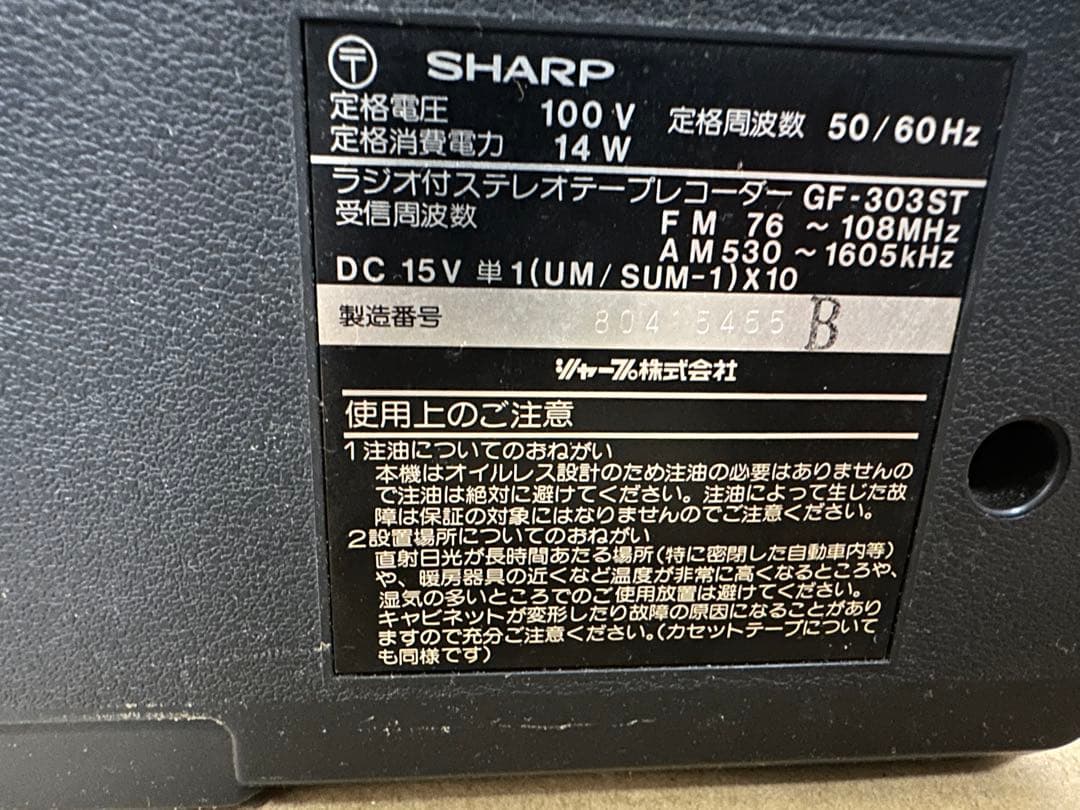 〒 SHARP
定格電圧 100V 定格周波数 50/60Hz
定格消費電力 14W
ラジオ付ステレオテープレコーダー GF-303ST
受信周波数 FM 76 ~ 108MHz
AM 530 ~ 1605kHz
DC 15V 単1(UM/SUM-1)X10
製造番号 804 5465 B
シャープ株式会社
使用上のご注意
1 注油についてのおねがい
本機はオイルレス設計のため注油の必要はありませんの
で注油は絶対に避けてください。注油によって生じた故
障は保証の対象にはなりませんのでご注意ください。
2 設置場所についてのおねがい
直射日光が長時間あたる場所(特に密閉した自動車内等)
や、暖房器具の近くなど温度が非常に高くなるところや、
湿気の多いところでのご使用放置は避けてください。
キャビネットが変形したり故障の原因になることがあり
ますので充分ご注意ください。(カセットテープについて
も同様です)